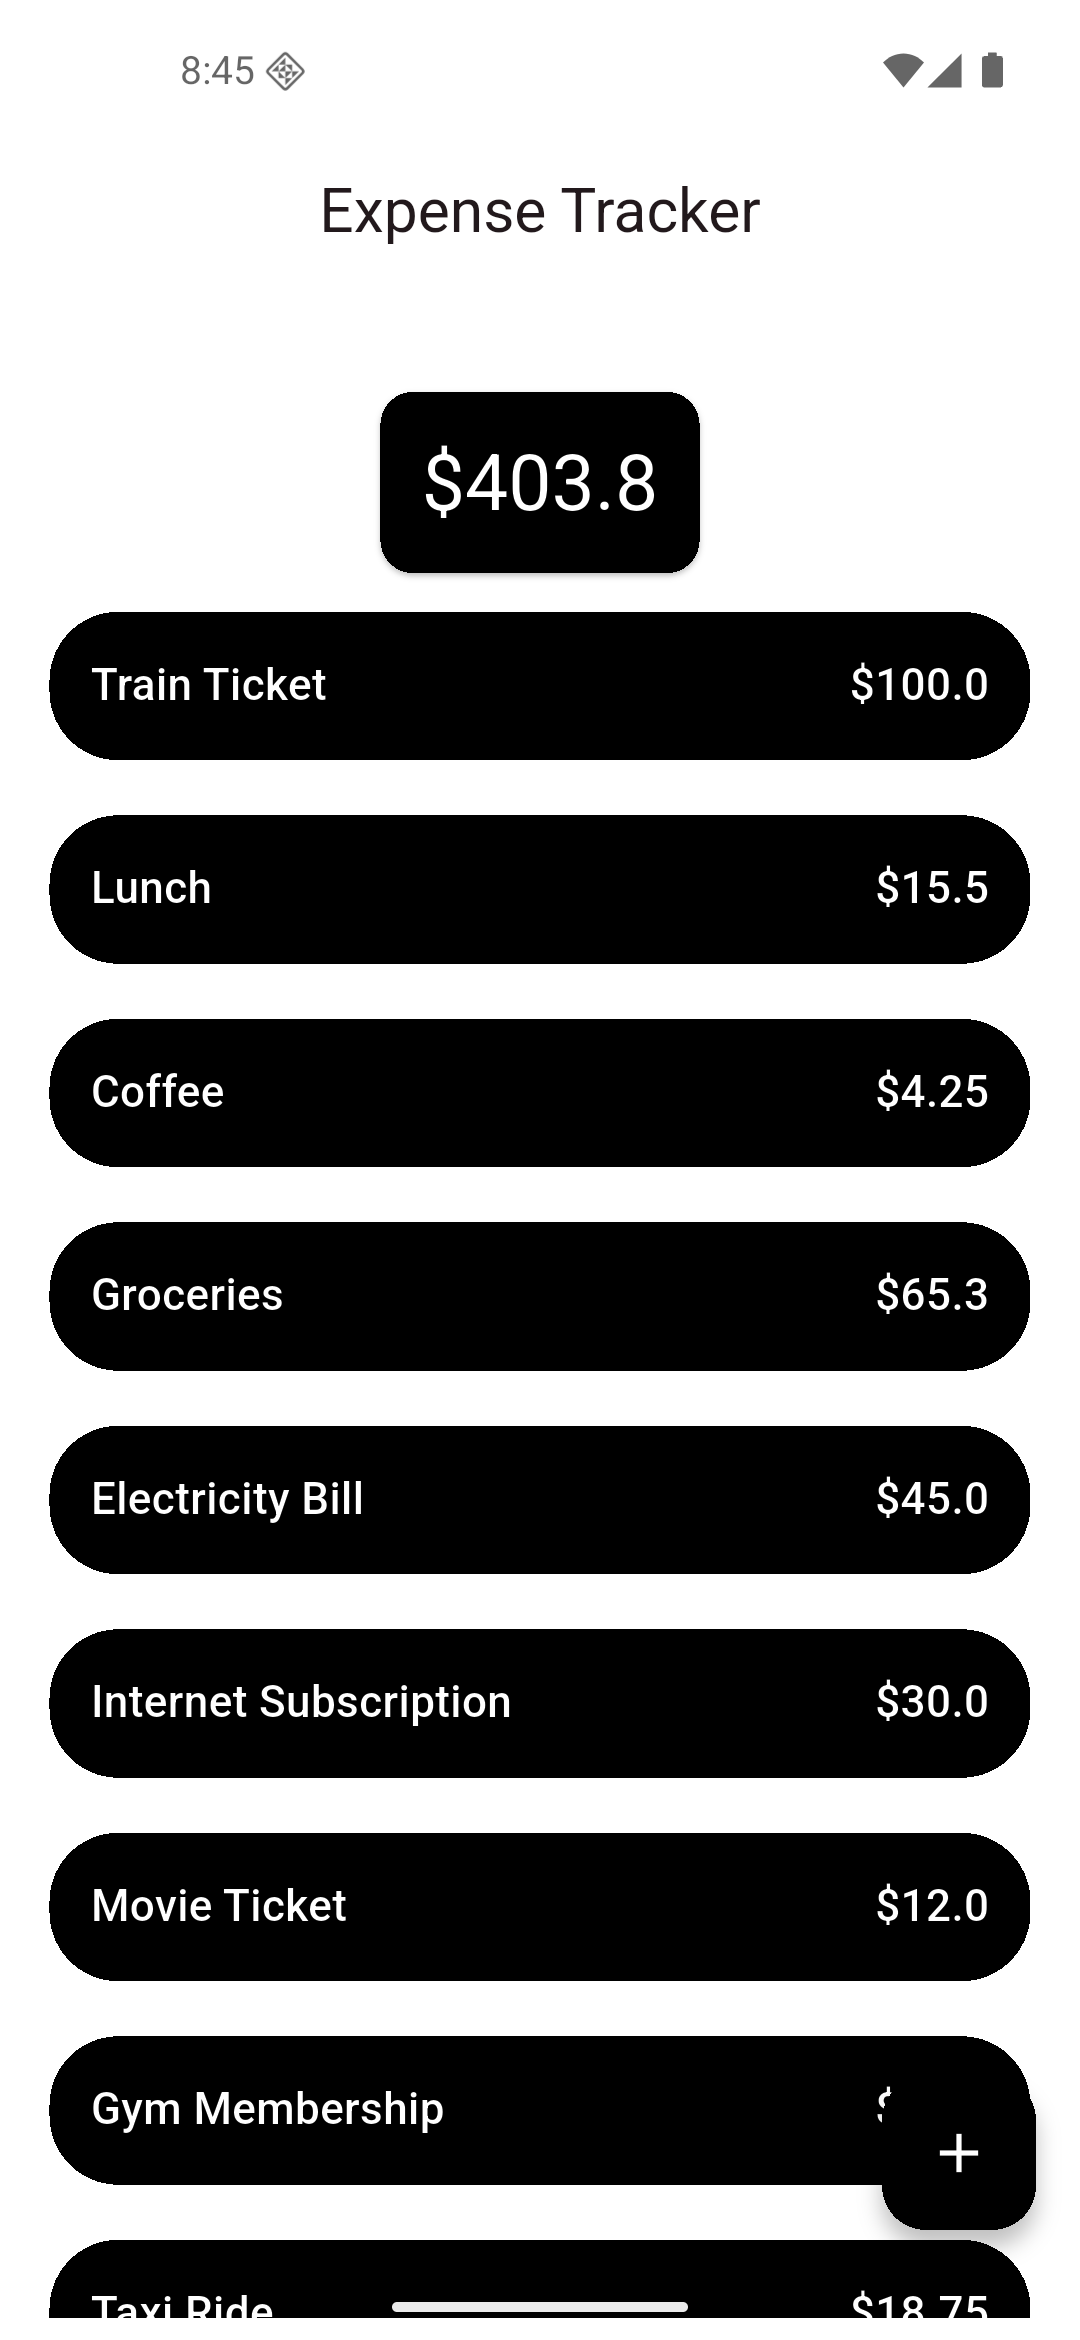 8:45
Expense Tracker
$403.8
Train Ticket $100.0
Lunch $15.5
Coffee $4.25
Groceries $65.3
Electricity Bill $45.0
Internet Subscription $30.0
Movie Ticket $12.0
Gym Membership $
Taxi Ride $18.75